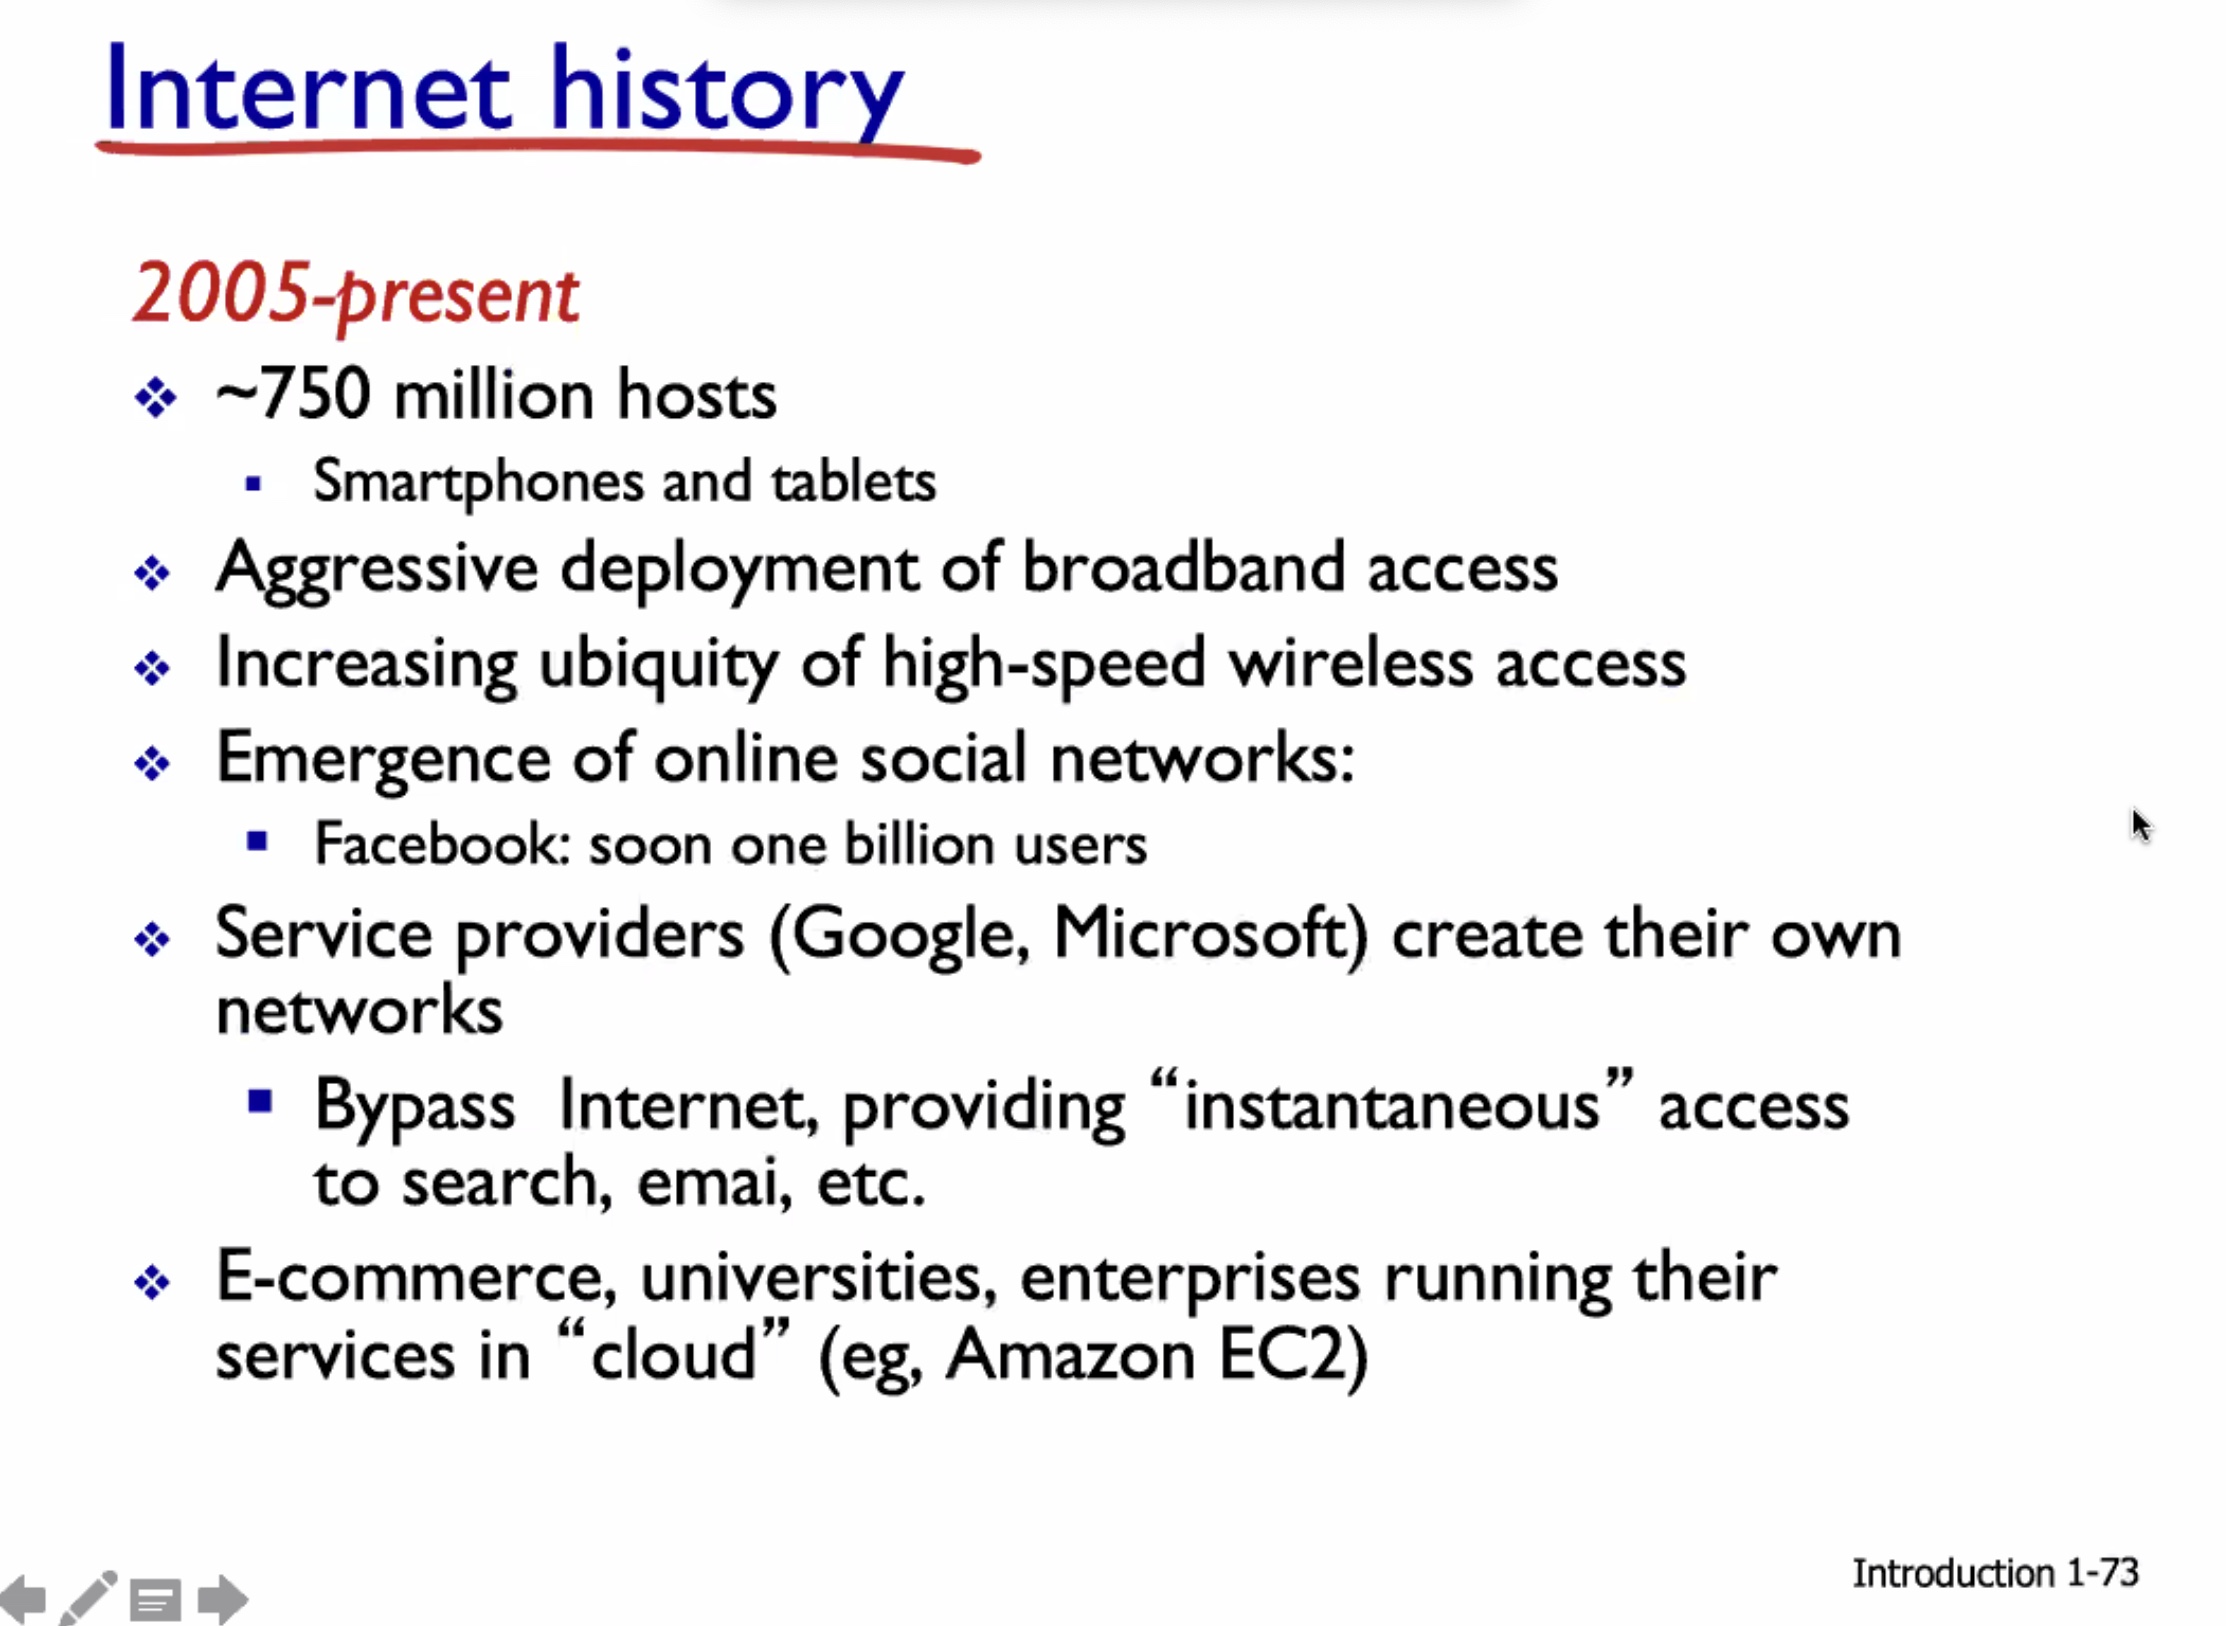 Internet history
2005-present
~750 million hosts
Smartphones and tablets
Aggressive deployment of broadband access
Increasing ubiquity of high-speed wireless access
Emergence of online social networks:
Facebook: soon one billion users
Service providers (Google, Microsoft) create their own
networks
Bypass  Internet, providing “instantaneous” access
to search, emai, etc.
E-commerce, universities, enterprises running their
services in “cloud” (eg, Amazon EC2)
Introduction 1-73